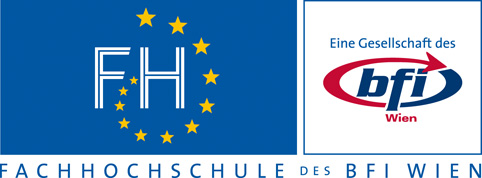 FH
Eine Gesellschaft des
bfi
Wien
FACHHOCHSCHULE DES BFI WIEN